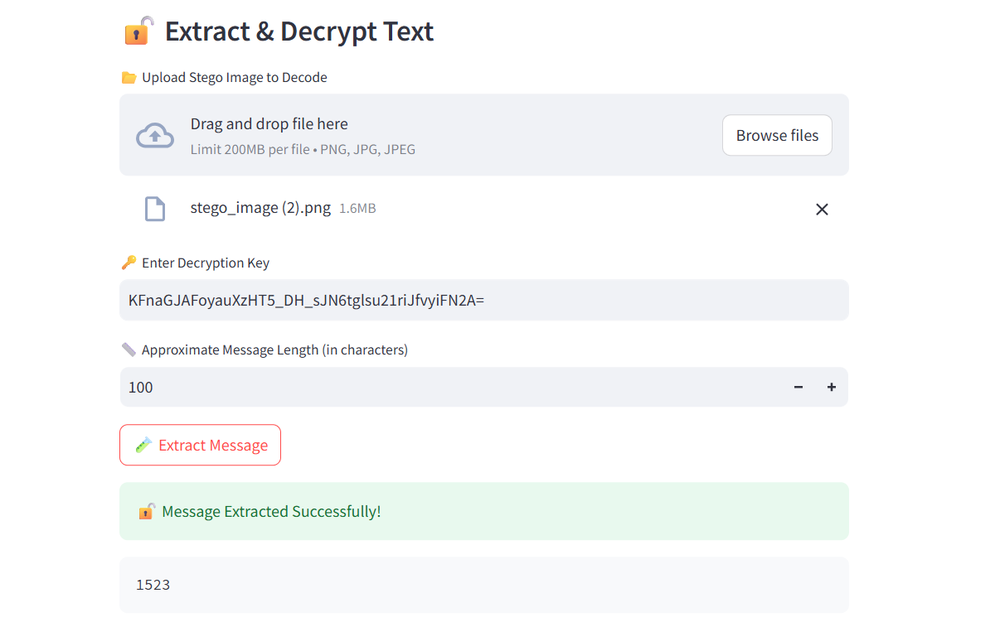 Extract & Decrypt Text
Upload Stego Image to Decode
Drag and drop file here
Limit 200MB per file • PNG, JPG, JPEG
Browse files
stego_image (2).png 1.6MB
Enter Decryption Key
KFnaGJAFoyauXzHT5_DH_sJN6tglsu21riJfvyiFN2A=
Approximate Message Length (in characters)
100
Extract Message
Message Extracted Successfully!
1523